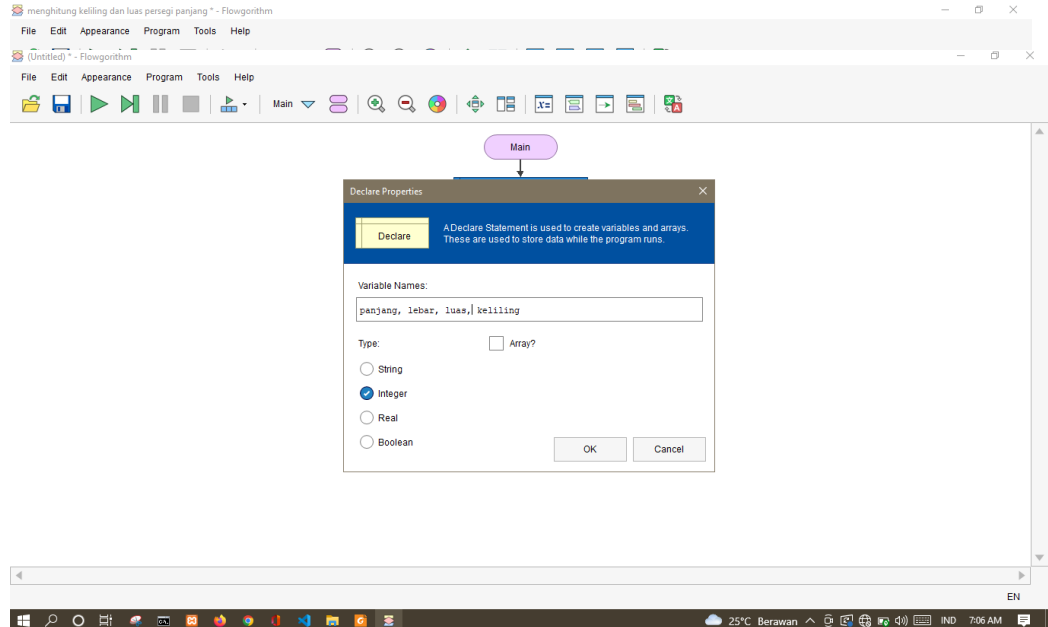 menghitung keliling dan luas persegi panjang * - Flowgorithm
File Edit Appearance Program Tools Help
(Untitled) * - Flowgorithm
File Edit Appearance Program Tools Help
Main x=
Main
Declare Properties
Declare
A Declare Statement is used to create variables and arrays.
These are used to store data while the program runs.
Variable Names:
panjang, lebar, luas, keliling
Type: Array?
String
Integer
Real
Boolean
OK Cancel
EN
25°C Berawan IND 7:06 AM